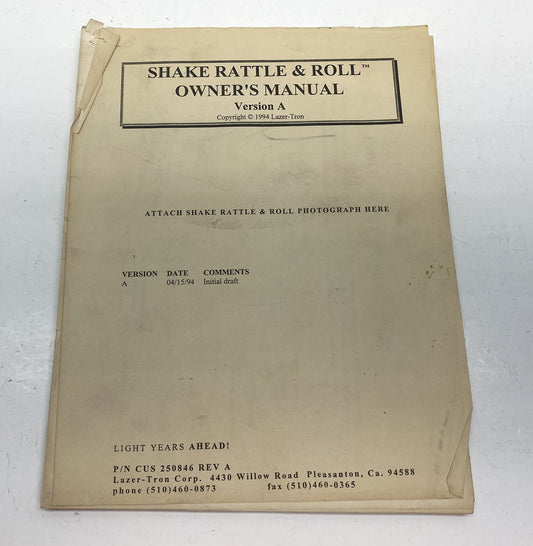 SHAKE RATTLE & ROLL™
OWNER'S MANUAL
Version A
Copyright © 1994 Lazer-Tron
ATTACH SHAKE RATTLE & ROLL PHOTOGRAPH HERE
VERSION DATE COMMENTS
A 04/15/94 Initial draft
LIGHT YEARS AHEAD!
P/N CUS 250846 REV A
Lazer-Tron Corp. 4430 Willow Road Pleasanton, Ca. 94588
phone (510)460-0873 fax (510)460-0365